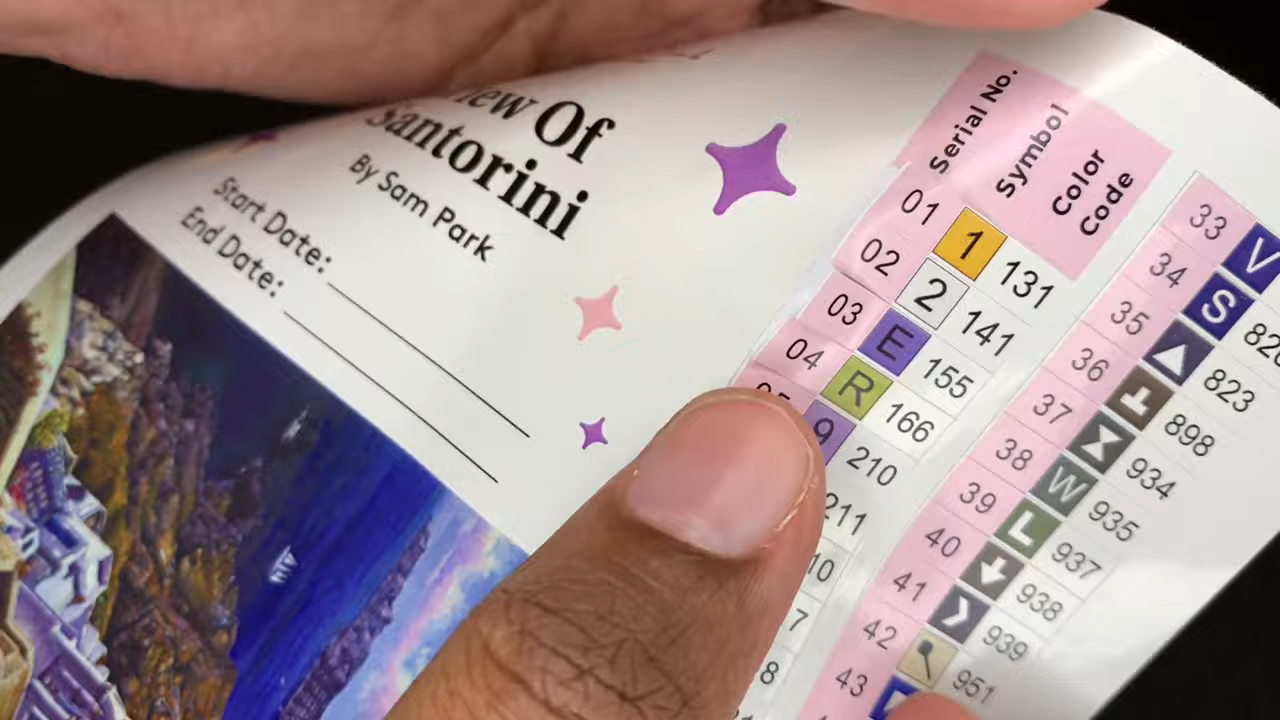 Of
Santorini
By Sam Park
Start Date:
End Date:
Serial No. Symbol Color Code
01 1 131
02 2 141
03 E 155
04 R 166
9 210
211
33 V
34 S
35 823
36 898
37 934
38 W 935
39 L 937
40 938
41 939
42 951
43